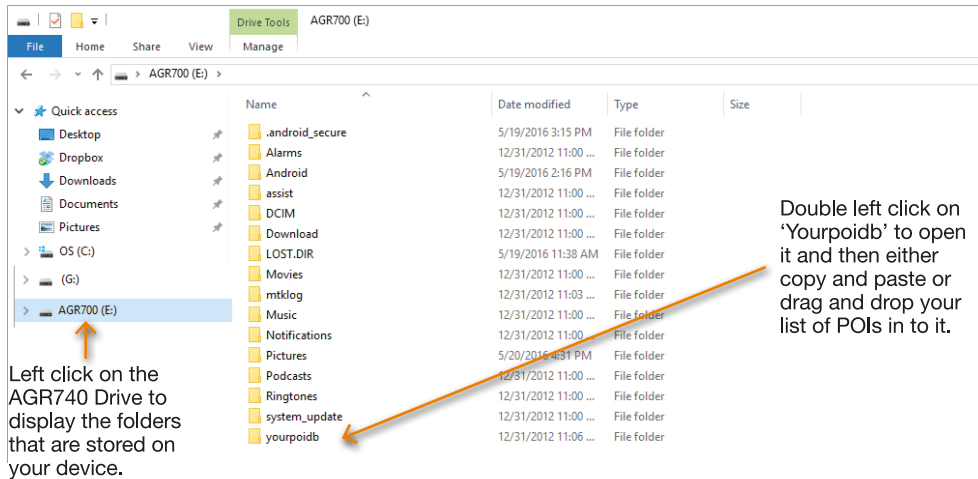 Drive Tools AGR700 (E:)
File Home Share View Manage
AGR700 (E:)
Name Date modified Type Size
Quick access
Desktop
Dropbox
Downloads
Documents
Pictures
OS (C:)
(G:)
AGR700 (E:)
.android_secure 5/19/2016 3:15 PM File folder
Alarms 12/31/2012 11:00 ... File folder
Android 5/19/2016 2:16 PM File folder
assist 12/31/2012 11:00 ... File folder
DCIM 12/31/2012 11:00 ... File folder
Download 12/31/2012 11:00 ... File folder
LOST.DIR 5/19/2016 11:38 AM File folder
Movies 12/31/2012 11:00 ... File folder
mtklog 12/31/2012 11:03 ... File folder
Music 12/31/2012 11:00 ... File folder
Notifications 12/31/2012 11:00 ... File folder
Pictures 5/20/2016 4:31 PM File folder
Podcasts 12/31/2012 11:00 ... File folder
Ringtones 12/31/2012 11:00 ... File folder
system_update 12/31/2012 11:00 ... File folder
yourpoidb 12/31/2012 11:06 ... File folder
Left click on the
AGR740 Drive to
display the folders
that are stored on
your device.
Double left click on
‘Yourpoidb’ to open
it and then either
copy and paste or
drag and drop your
list of POIs in to it.